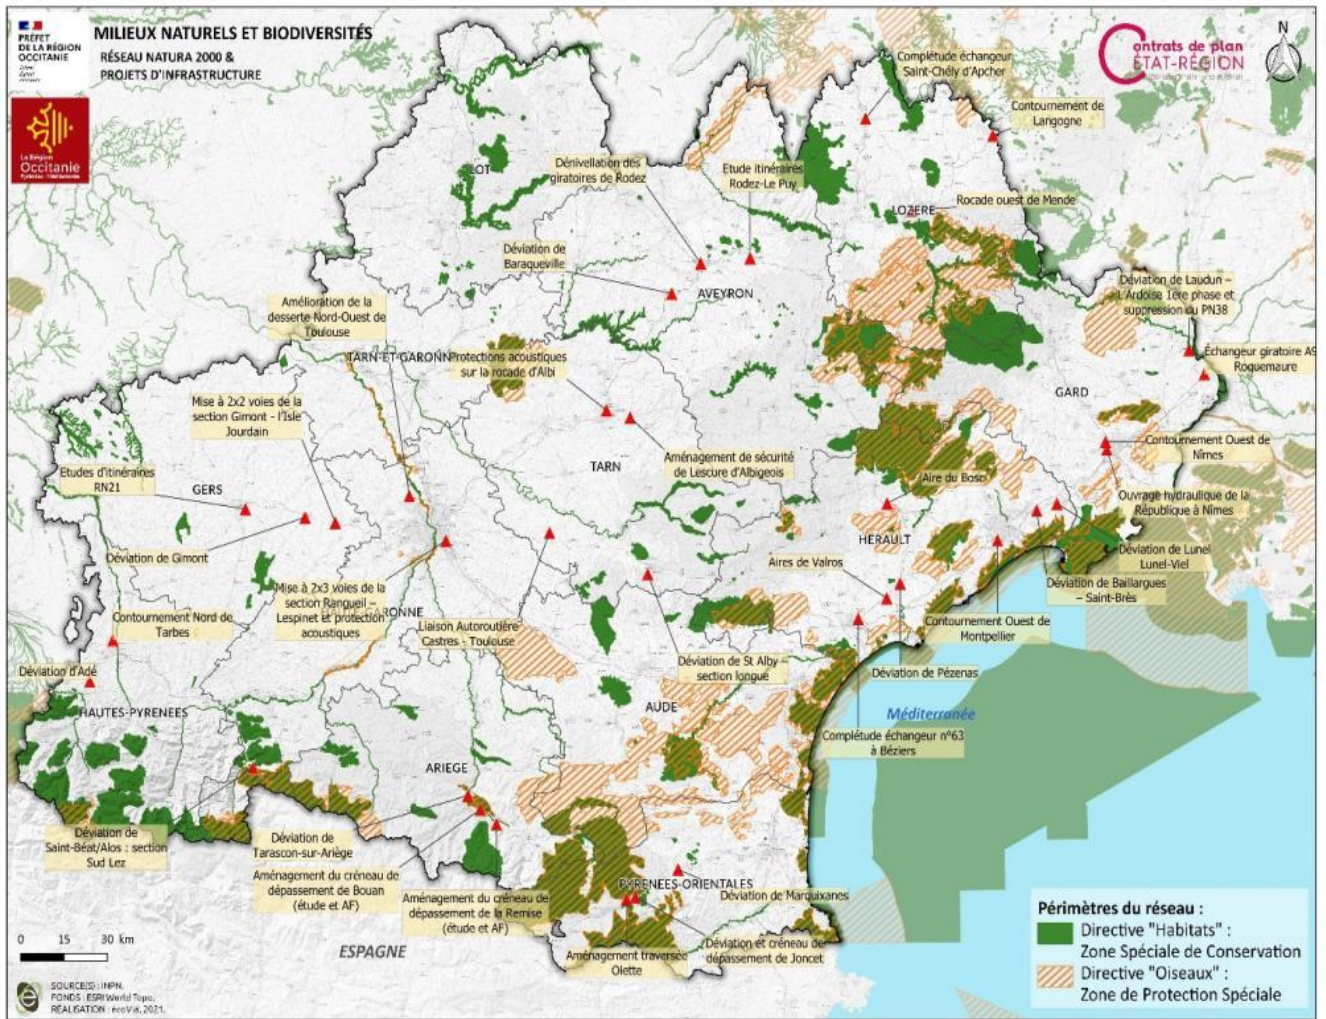 PRÉFET
DE LA RÉGION
OCCITANIE
MILIEUX NATURELS ET BIODIVERSITÉS
RÉSEAU NATURA 2000 &
PROJETS D'INFRASTRUCTURE
La Région
Occitanie
Pyrénées - Méditerranée
Contrats de plan
ÉTAT-RÉGION
N
Complétude échangeur
Saint-Chély d'Apcher
Contournement de
Langogne
Dénivellation des
giratoires de Rodez
Etude itinéraires
Rodez-Le Puy
LOT
LOZERE
Rocade ouest de Mende
Déviation de
Baraqueville
AVEYRON
Déviation de Laudun –
L'Ardoise 1ère phase et
suppression du PN38
Amélioration de la
desserte Nord-Ouest de
Toulouse
TARN-ET-GARONN
Protections acoustiques
sur la rocade d'Albi
Échangeur giratoire A9
Roquemaure
GARD
Mise à 2x2 voies de la
section Gimont - l'Isle
Jourdain
Contournement Ouest de
Nîmes
Etudes d'itinéraires
RN21
GERS
TARN
Aménagement de sécurité
de Lescure d'Albigeois
Aire du Bosc
Ouvrage hydraulique de la
République à Nîmes
Déviation de Gimont
HERAULT
Déviation de Lunel
Lunel-Viel
Aires de Valros
Déviation de Baillargues
– Saint-Brès
Mise à 2x3 voies de la
section Rangueil –
Lespinet et protection
acoustiques
GARONNE
Contournement Nord de
Tarbes
Liaison Autoroutière
Castres - Toulouse
Contournement Ouest de
Montpellier
Déviation d'Adé
Déviation de St Alby –
section longue
Déviation de Pézenas
HAUTES-PYRENEES
AUDE
Méditerranée
Complétude échangeur n°63
à Béziers
ARIEGE
Déviation de
Saint-Béat/Alos : section
Sud Lez
Déviation de
Tarascon-sur-Ariège
Aménagement du créneau de
dépassement de Bouan
(étude et AF)
Aménagement du créneau de
dépassement de la Remise
(étude et AF)
PYRENEES-ORIENTALES
Déviation de Marquixanes
Déviation et créneau de
dépassement de Joncet
Aménagement traversée
Olette
ESPAGNE
0 15 30 km
SOURCE(S) : INPN.
FONDS : ESRI World Topo.
RÉALISATION : écoVia, 2021.
Périmètres du réseau :
Directive "Habitats" :
Zone Spéciale de Conservation
Directive "Oiseaux" :
Zone de Protection Spéciale